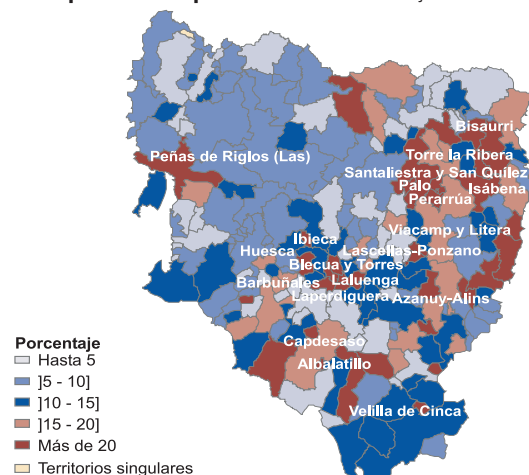 Bisaurri
Peñas de Riglos (Las)
Torre la Ribera
Santaliestra y San Quílez
Palo
Isábena
Perarrúa
Viacamp y Litera
Ibieca
Huesca
Lascellas-Ponzano
Blecua y Torres
Barbuñales
Laluenga
Laperdiguera
Azanuy-Alins
Capdesaso
Albalatillo
Velilla de Cinca
Porcentaje
Hasta 5
]5 - 10]
]10 - 15]
]15 - 20]
Más de 20
Territorios singulares